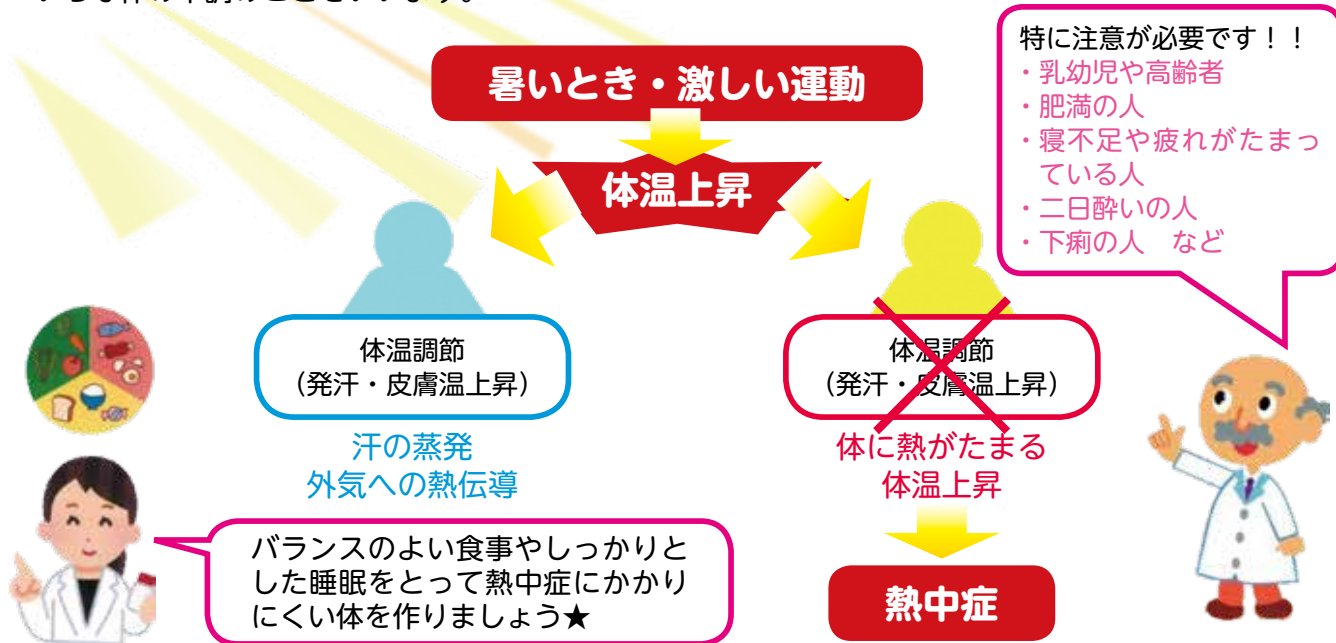 暑いとき・激しい運動
体温上昇
特に注意が必要です！！
・乳幼児や高齢者
・肥満の人
・寝不足や疲れがたまっ
ている人
・二日酔いの人
・下痢の人　など
体温調節
（発汗・皮膚温上昇）
汗の蒸発
外気への熱伝導
体温調節
（発汗・皮膚温上昇）
体に熱がたまる
体温上昇
熱中症
バランスのよい食事やしっかりと
した睡眠をとって熱中症にかかり
にくい体を作りましょう★